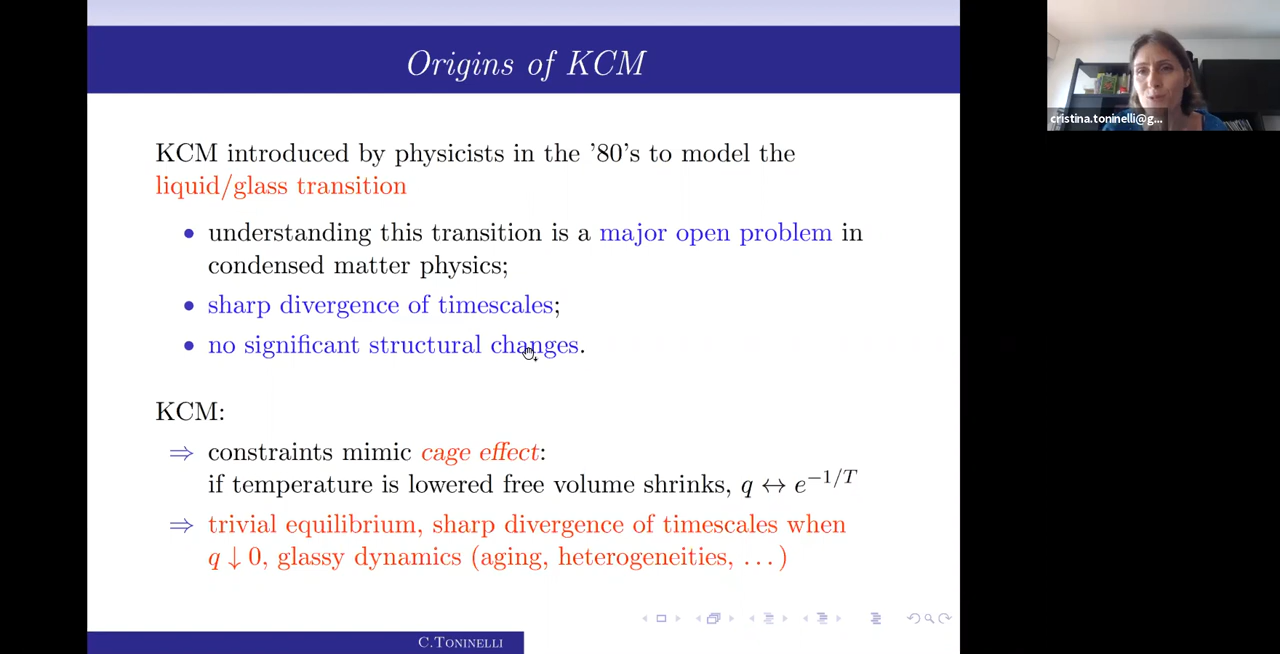 Origins of KCM
cristina.toninelli@g...
KCM introduced by physicists in the '80's to model the
liquid/glass transition
• understanding this transition is a major open problem in
condensed matter physics;
• sharp divergence of timescales;
• no significant structural changes.
KCM:
⇒ constraints mimic cage effect:
if temperature is lowered free volume shrinks, q ↔ e^{-1/T}
⇒ trivial equilibrium, sharp divergence of timescales when
q ↓ 0, glassy dynamics (aging, heterogeneities, ...)
C.Toninelli